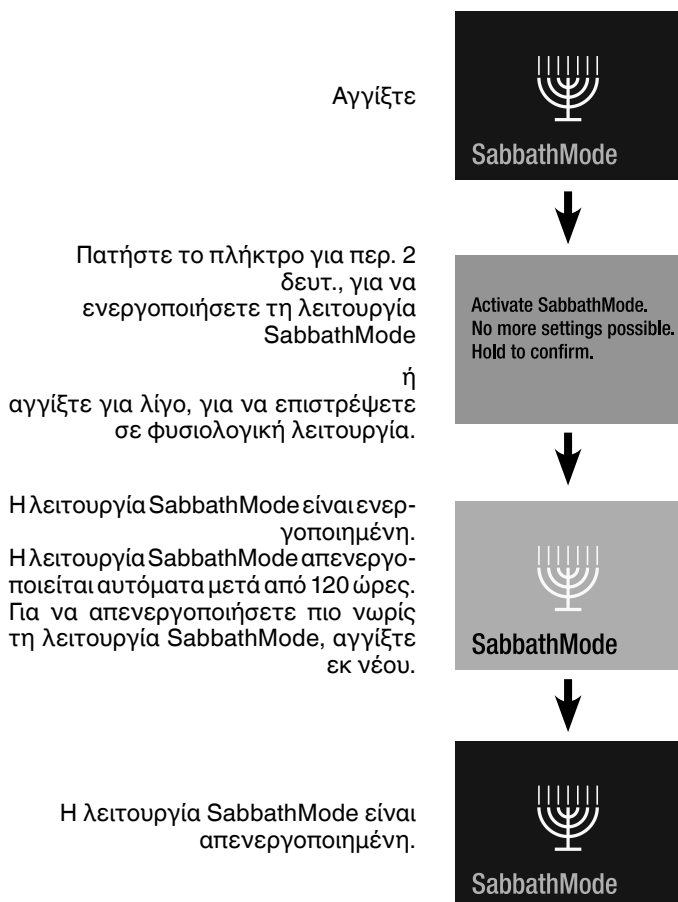 Αγγίξτε
SabbathMode
Πατήστε το πλήκτρο για περ. 2
δευτ., για να
ενεργοποιήσετε τη λειτουργία
SabbathMode
ή
αγγίξτε για λίγο, για να επιστρέψετε
σε φυσιολογική λειτουργία.
Activate SabbathMode.
No more settings possible.
Hold to confirm.
Η λειτουργία SabbathMode είναι ενερ-
γοποιημένη.
Η λειτουργία SabbathMode απενεργο-
ποιείται αυτόματα μετά από 120 ώρες.
Για να απενεργοποιήσετε πιο νωρίς
τη λειτουργία SabbathMode, αγγίξτε
εκ νέου.
SabbathMode
Η λειτουργία SabbathMode είναι
απενεργοποιημένη.
SabbathMode